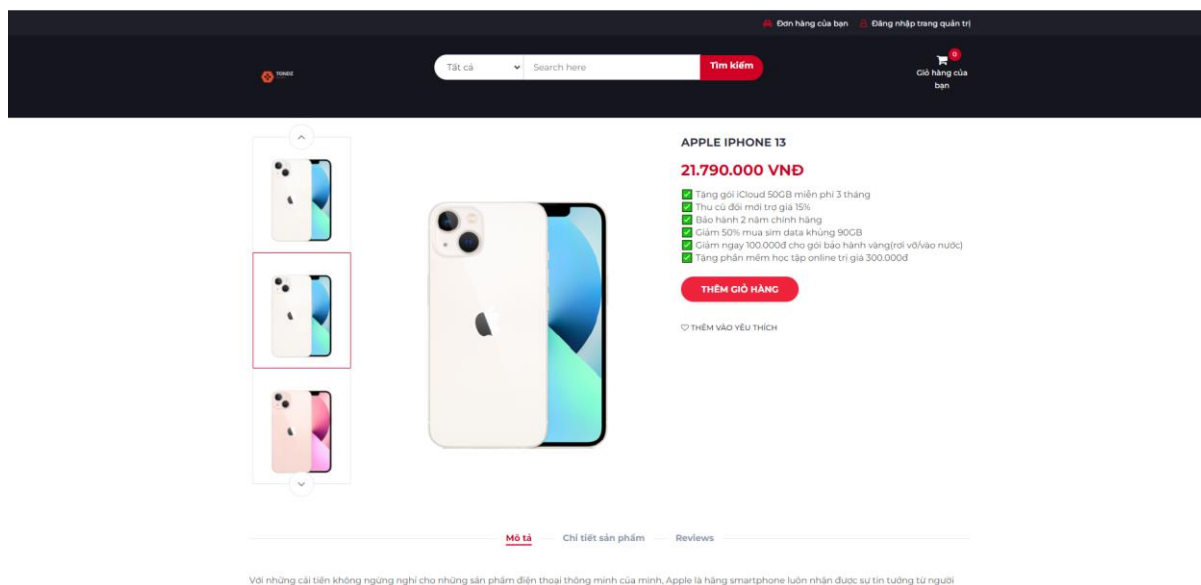 Đơn hàng của bạn Đăng nhập trang quản trị
TENDZ
Tất cả Search here Tìm kiếm
0
Giỏ hàng của
bạn
APPLE IPHONE 13
21.790.000 VNĐ
Tặng gói iCloud 50GB miễn phí 3 tháng
Thu cũ đổi mới trợ giá 15%
Bảo hành 2 năm chính hãng
Giảm 50% mua sim data khủng 90GB
Giảm ngay 100.000đ cho gói bảo hành vàng(rơi vỡ/vào nước)
Tặng phần mềm học tập online trị giá 300.000đ
THÊM GIỎ HÀNG
THÊM VÀO YÊU THÍCH
Mô tả Chi tiết sản phẩm Reviews
Với những cải tiến không ngừng nghỉ cho những sản phẩm điện thoại thông minh của mình, Apple là hãng smartphone luôn nhận được sự tin tưởng từ người